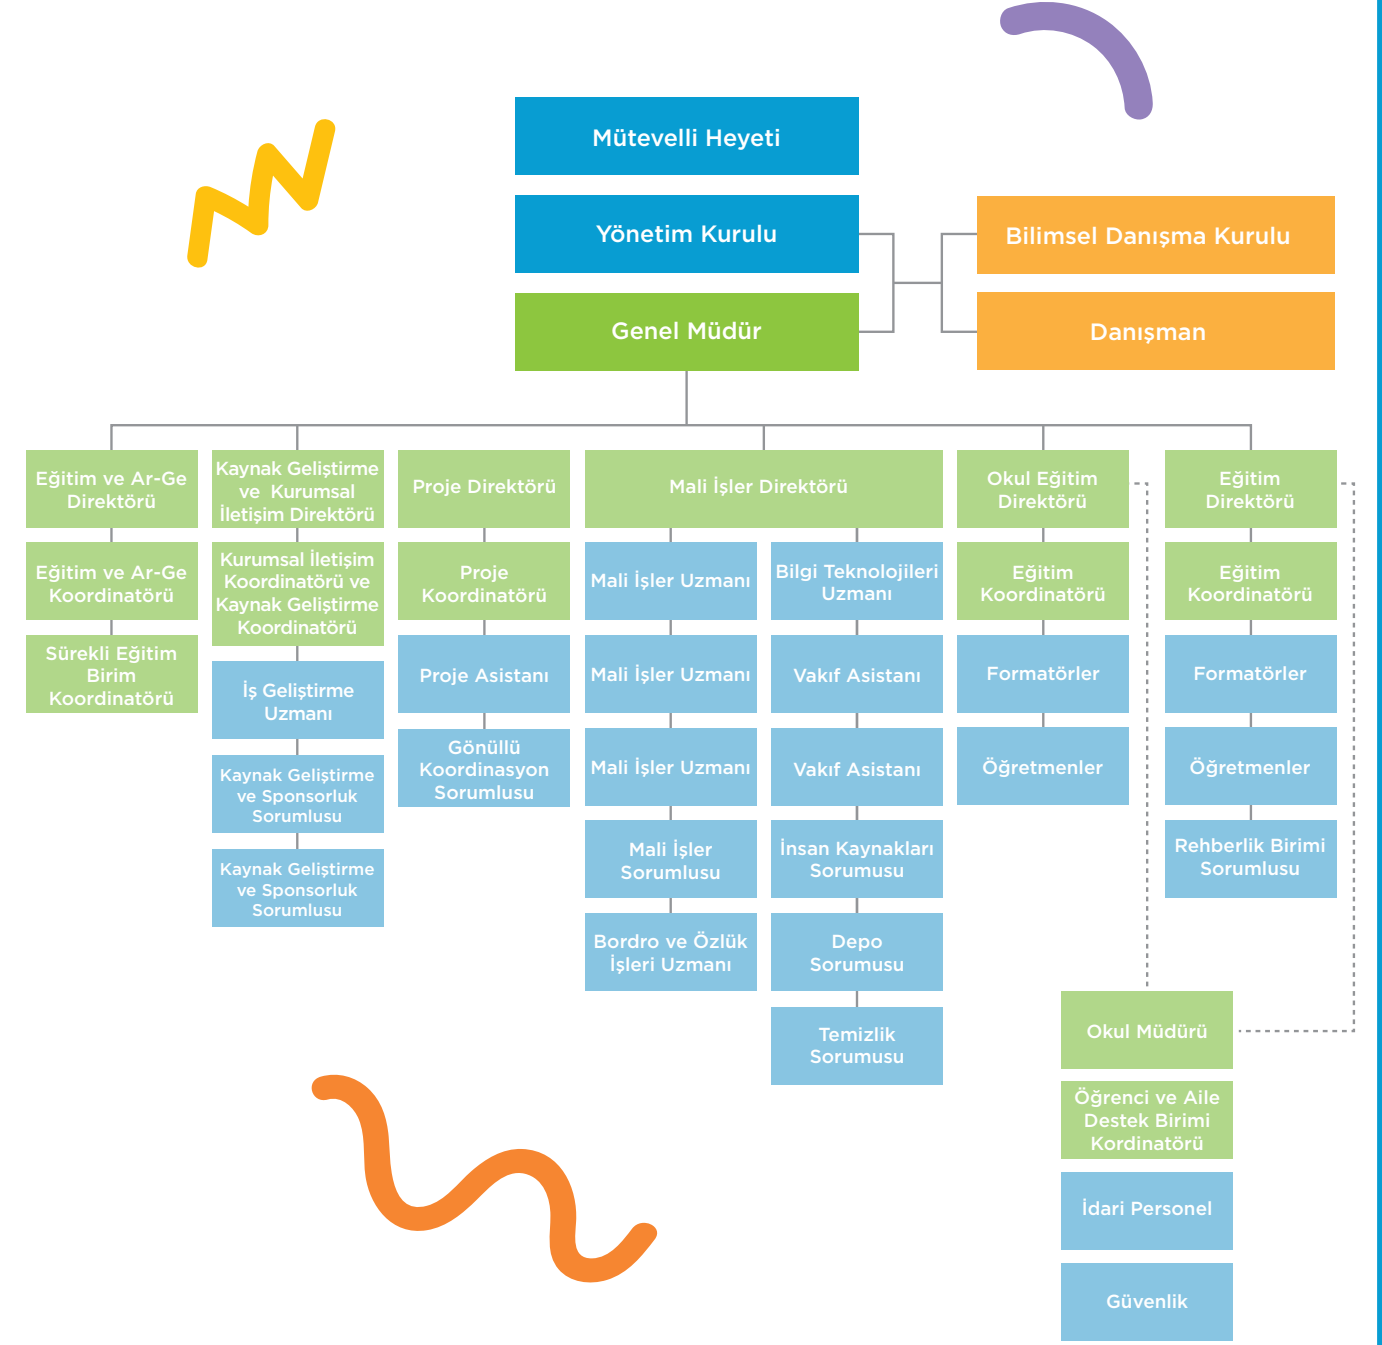 Mütevelli Heyeti
Yönetim Kurulu
Bilimsel Danışma Kurulu
Genel Müdür
Danışman
Eğitim ve Ar-Ge
Direktörü
Eğitim ve Ar-Ge
Koordinatörü
Sürekli Eğitim
Birim
Koordinatörü
Kaynak Geliştirme
ve Kurumsal
İletişim Direktörü
Kurumsal İletişim
Koordinatörü ve
Kaynak Geliştirme
Koordinatörü
İş Geliştirme
Uzmanı
Kaynak Geliştirme
ve Sponsorluk
Sorumlusu
Kaynak Geliştirme
ve Sponsorluk
Sorumlusu
Proje Direktörü
Proje
Koordinatörü
Proje Asistanı
Gönüllü
Koordinasyon
Sorumlusu
Mali İşler Direktörü
Mali İşler Uzmanı
Mali İşler Uzmanı
Mali İşler Uzmanı
Mali İşler
Sorumlusu
Bordro ve Özlük
İşleri Uzmanı
Bilgi Teknolojileri
Uzmanı
Vakıf Asistanı
Vakıf Asistanı
İnsan Kaynakları
Sorumusu
Depo
Sorumusu
Temizlik
Sorumusu
Okul Eğitim
Direktörü
Eğitim
Koordinatörü
Formatörler
Öğretmenler
Eğitim
Direktörü
Eğitim
Koordinatörü
Formatörler
Öğretmenler
Rehberlik Birimi
Sorumlusu
Okul Müdürü
Öğrenci ve Aile
Destek Birimi
Kordinatörü
İdari Personel
Güvenlik